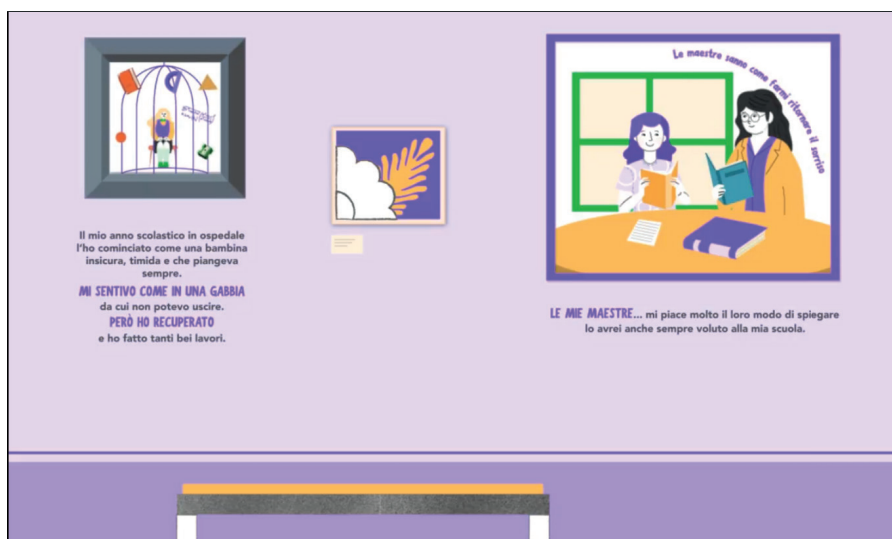 Il mio anno scolastico in ospedale
l'ho cominciato come una bambina
insicura, timida e che piangeva
sempre.
MI SENTIVO COME IN UNA GABBIA
da cui non potevo uscire.
PERÒ HO RECUPERATO
e ho fatto tanti bei lavori.
Le maestre sanno come farmi ritornare il sorriso
LE MIE MAESTRE... mi piace molto il loro modo di spiegare
lo avrei anche sempre voluto alla mia scuola.